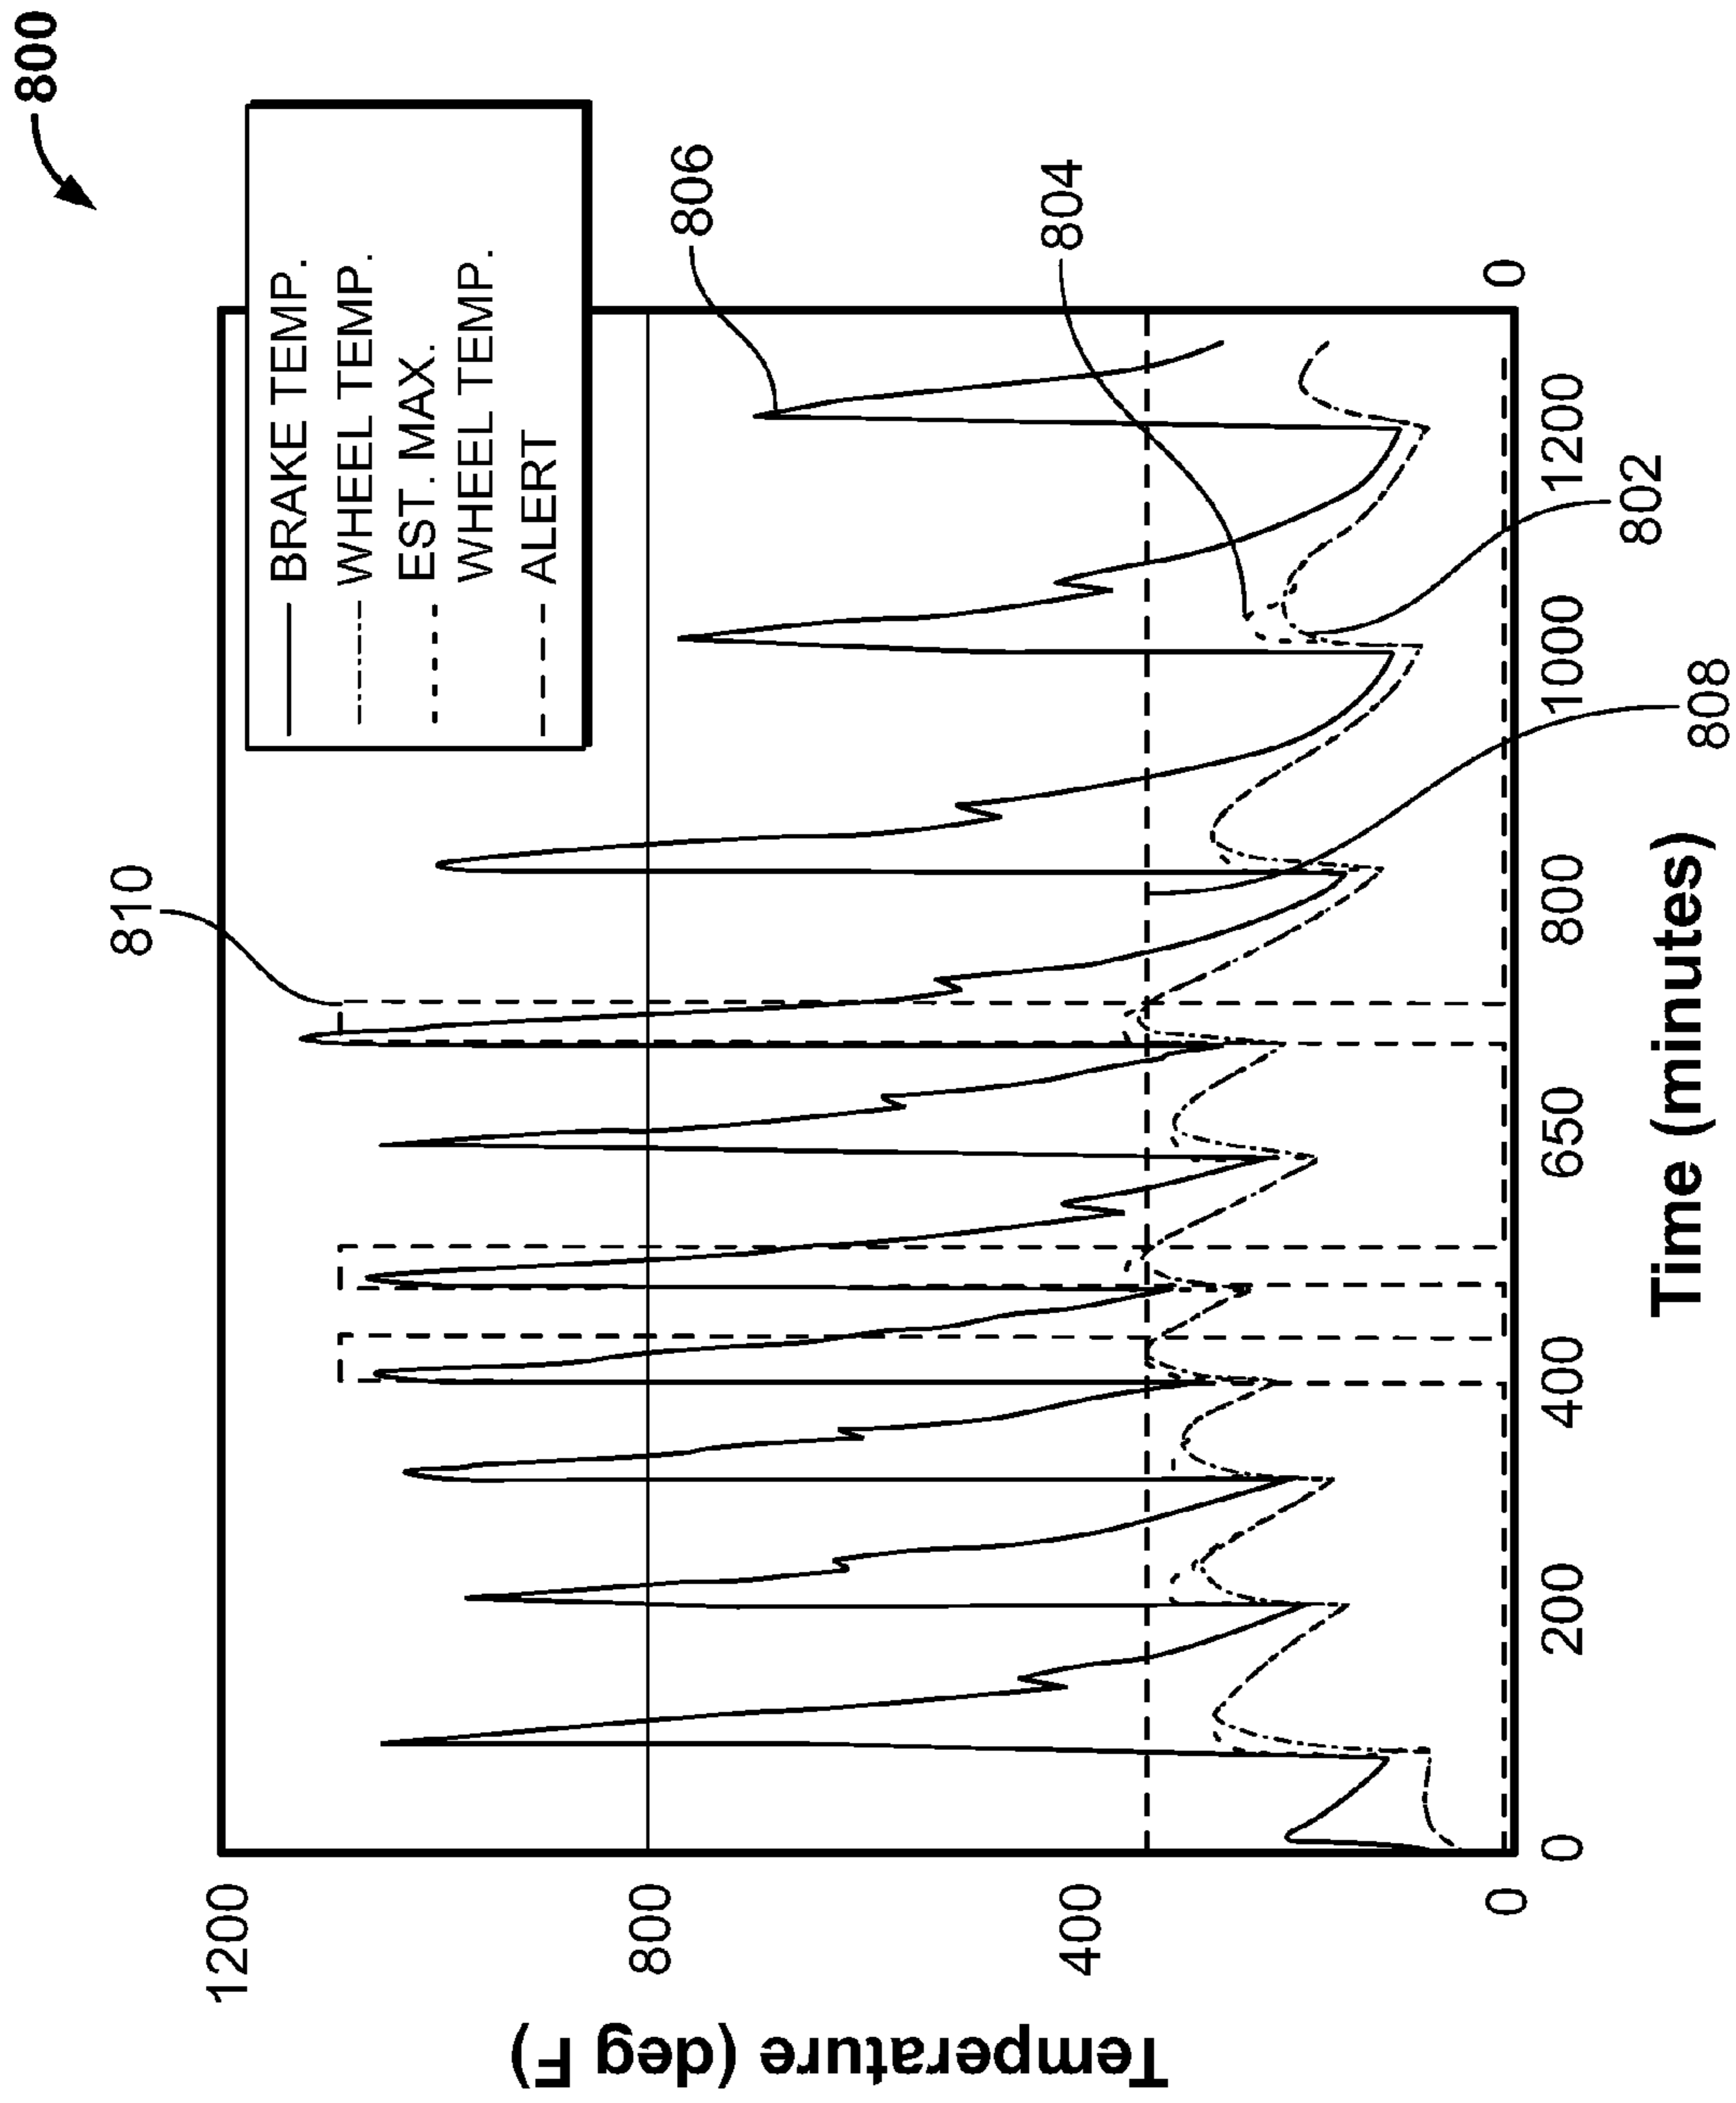 800
BRAKE TEMP.
WHEEL TEMP.
EST. MAX.
WHEEL TEMP.
ALERT
810
806
804
1200
800
400
0
0
Temperature (deg F)
0
200
400
650
800
1000
1200
802
808
Time (minutes)